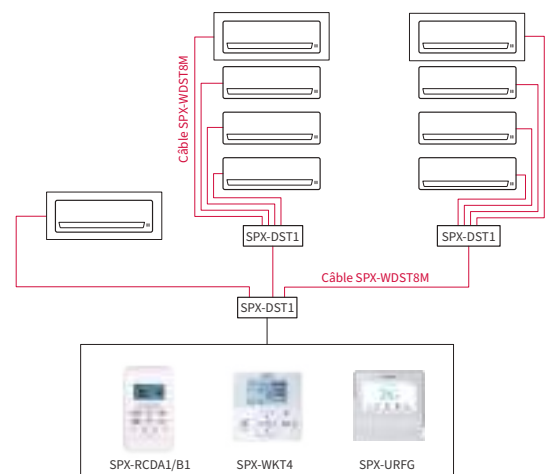 Câble SPX-WDST8M
SPX-DST1
SPX-DST1
Câble SPX-WDST8M
SPX-DST1
SPX-RCDA1/B1
SPX-WKT4
SPX-URFG